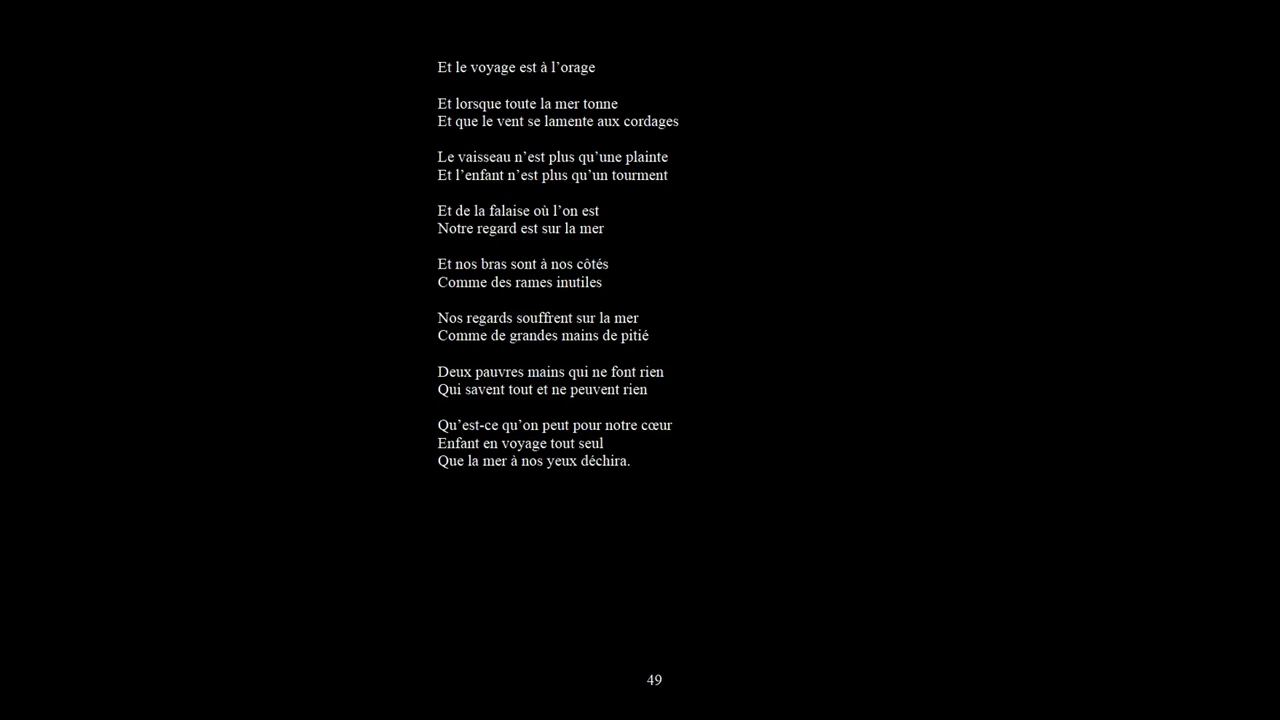 Et le voyage est à l’orage
Et lorsque toute la mer tonne
Et que le vent se lamente aux cordages
Le vaisseau n’est plus qu’une plainte
Et l’enfant n’est plus qu’un tourment
Et de la falaise où l’on est
Notre regard est sur la mer
Et nos bras sont à nos côtés
Comme des rames inutiles
Nos regards souffrent sur la mer
Comme de grandes mains de pitié
Deux pauvres mains qui ne font rien
Qui savent tout et ne peuvent rien
Qu’est-ce qu’on peut pour notre cœur
Enfant en voyage tout seul
Que la mer à nos yeux déchira.
49